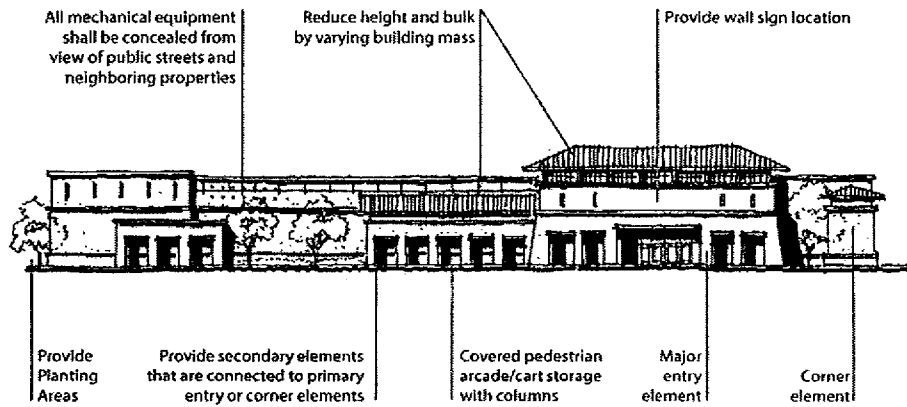 All mechanical equipment
shall be concealed from
view of public streets and
neighboring properties
Reduce height and bulk
by varying building mass
Provide wall sign location
Provide
Planting
Areas
Provide secondary elements
that are connected to primary
entry or corner elements
Covered pedestrian
arcade/cart storage
with columns
Major
entry
element
Corner
element